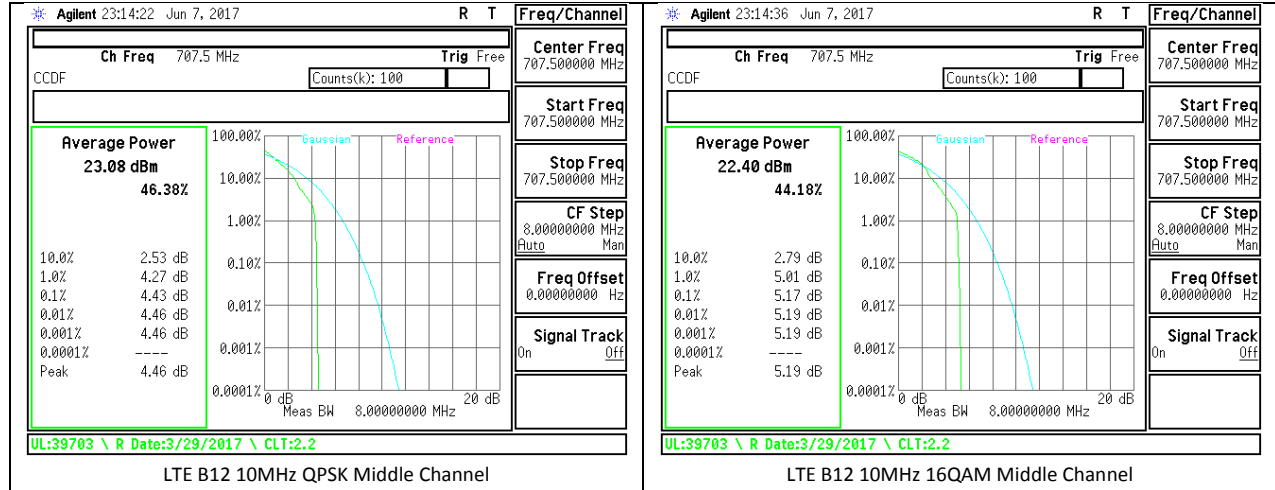 Agilent 23:14:22 Jun 7, 2017 R T Freq/Channel
Ch Freq 707.5 MHz Trig Free
CCDF Counts(k): 100
Center Freq
707.500000 MHz
Start Freq
707.500000 MHz
Stop Freq
707.500000 MHz
CF Step
8.00000000 MHz
Auto Man
Freq Offset
0.00000000 Hz
Signal Track
On Off
Average Power
23.08 dBm
46.38%
10.0% 2.53 dB
1.0% 4.27 dB
0.1% 4.43 dB
0.01% 4.46 dB
0.001% 4.46 dB
0.0001% ----
Peak 4.46 dB
Gaussian Reference
100.00%
10.00%
1.00%
0.10%
0.01%
0.001%
0.0001%
0 dB 20 dB
Meas BW 8.00000000 MHz
UL:39703 \ R Date:3/29/2017 \ CLT:2.2
LTE B12 10MHz QPSK Middle Channel
Agilent 23:14:36 Jun 7, 2017 R T Freq/Channel
Ch Freq 707.5 MHz Trig Free
CCDF Counts(k): 100
Center Freq
707.500000 MHz
Start Freq
707.500000 MHz
Stop Freq
707.500000 MHz
CF Step
8.00000000 MHz
Auto Man
Freq Offset
0.00000000 Hz
Signal Track
On Off
Average Power
22.40 dBm
44.18%
10.0% 2.79 dB
1.0% 5.01 dB
0.1% 5.17 dB
0.01% 5.19 dB
0.001% 5.19 dB
0.0001% ----
Peak 5.19 dB
Gaussian Reference
100.00%
10.00%
1.00%
0.10%
0.01%
0.001%
0.0001%
0 dB 20 dB
Meas BW 8.00000000 MHz
UL:39703 \ R Date:3/29/2017 \ CLT:2.2
LTE B12 10MHz 16QAM Middle Channel